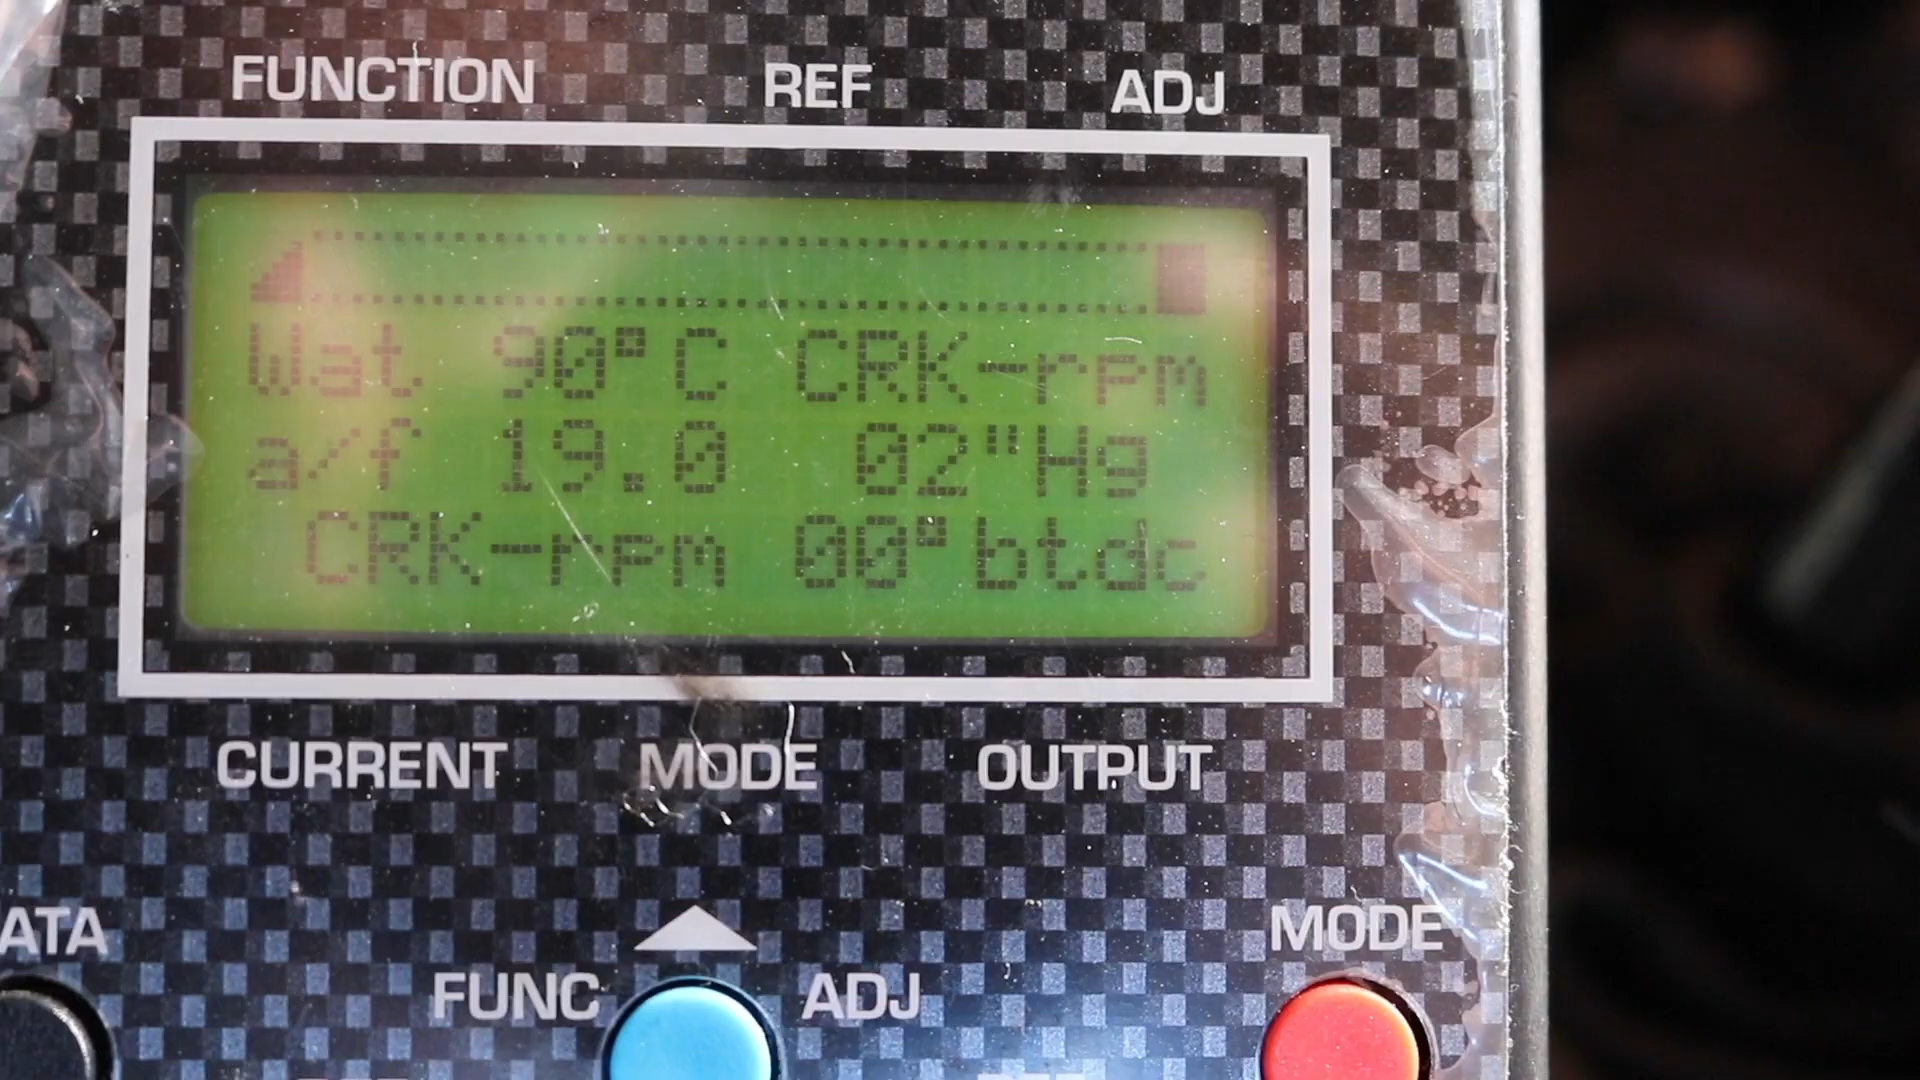 FUNCTION REF ADJ
Wat 90°C CRK-rpm
a/f 19.0 02"Hg
CRK-rpm 00°btdc
CURRENT MODE OUTPUT
ATA
MODE
FUNC ADJ